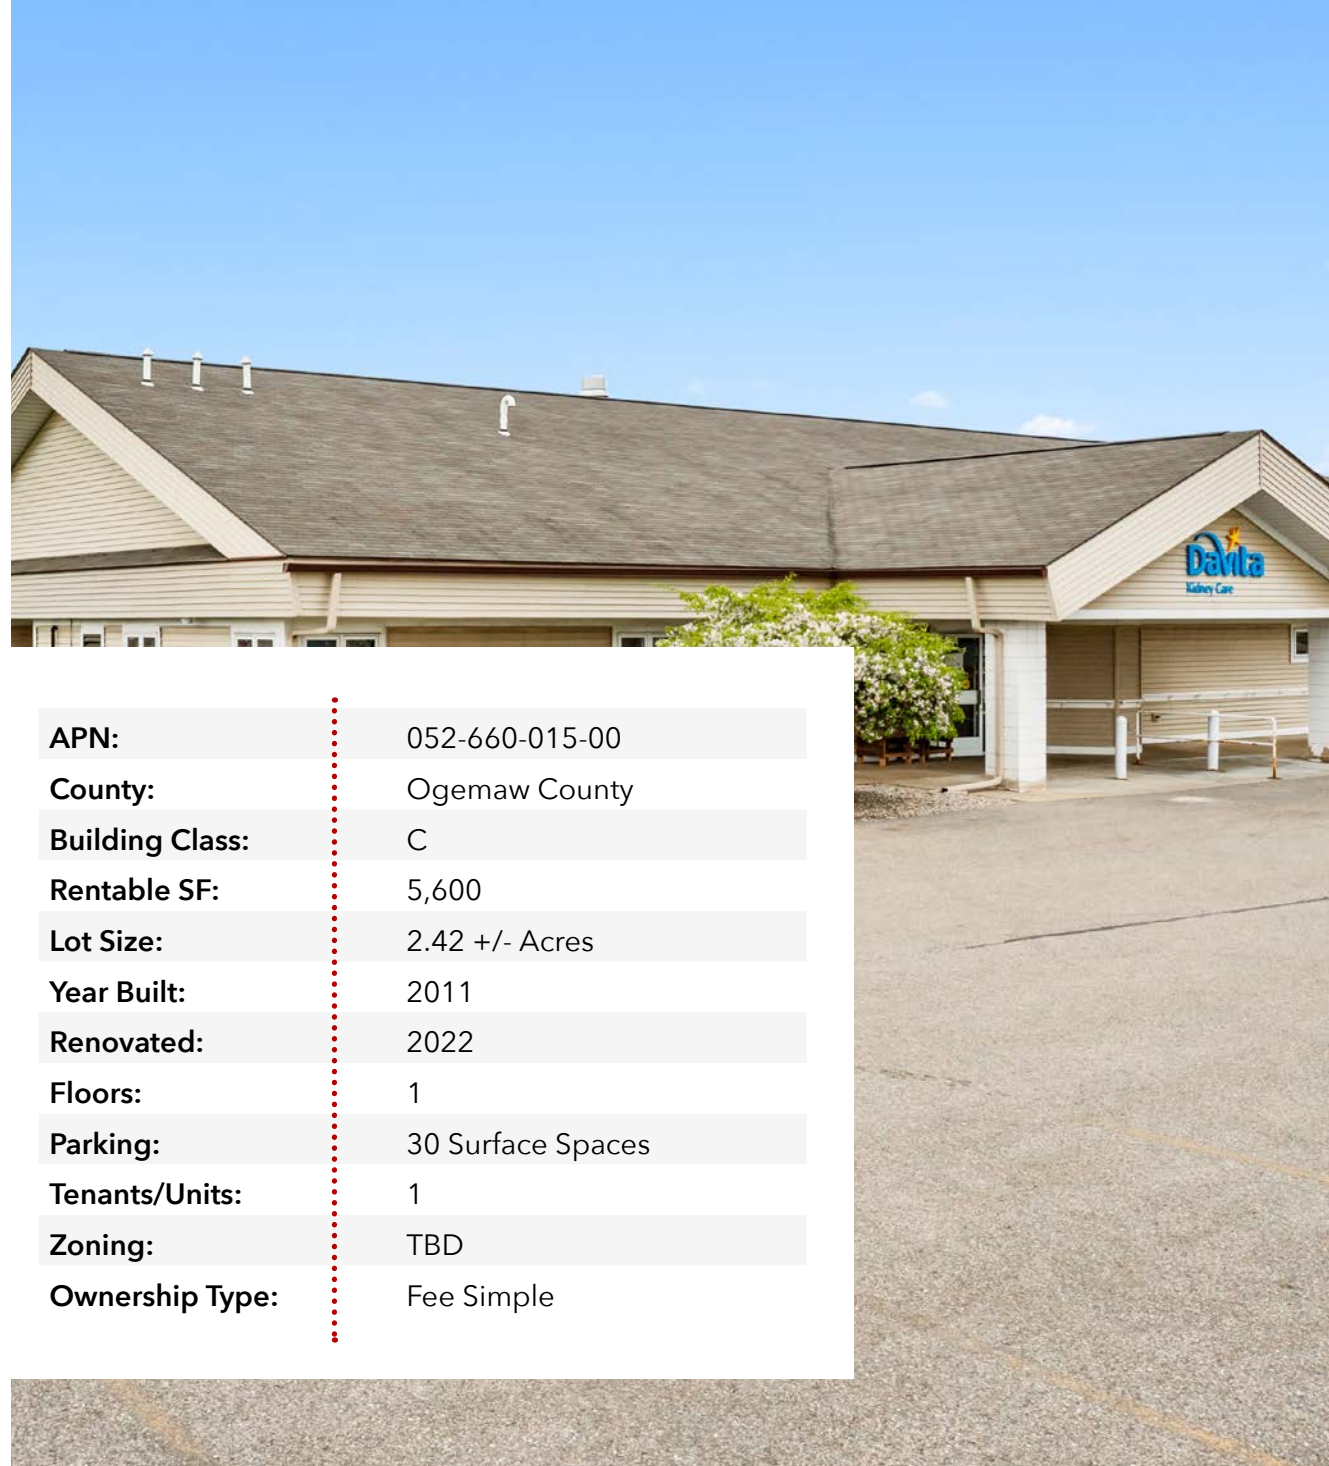 DaVita
Kidney Care
APN: 052-660-015-00
County: Ogemaw County
Building Class: C
Rentable SF: 5,600
Lot Size: 2.42 +/- Acres
Year Built: 2011
Renovated: 2022
Floors: 1
Parking: 30 Surface Spaces
Tenants/Units: 1
Zoning: TBD
Ownership Type: Fee Simple